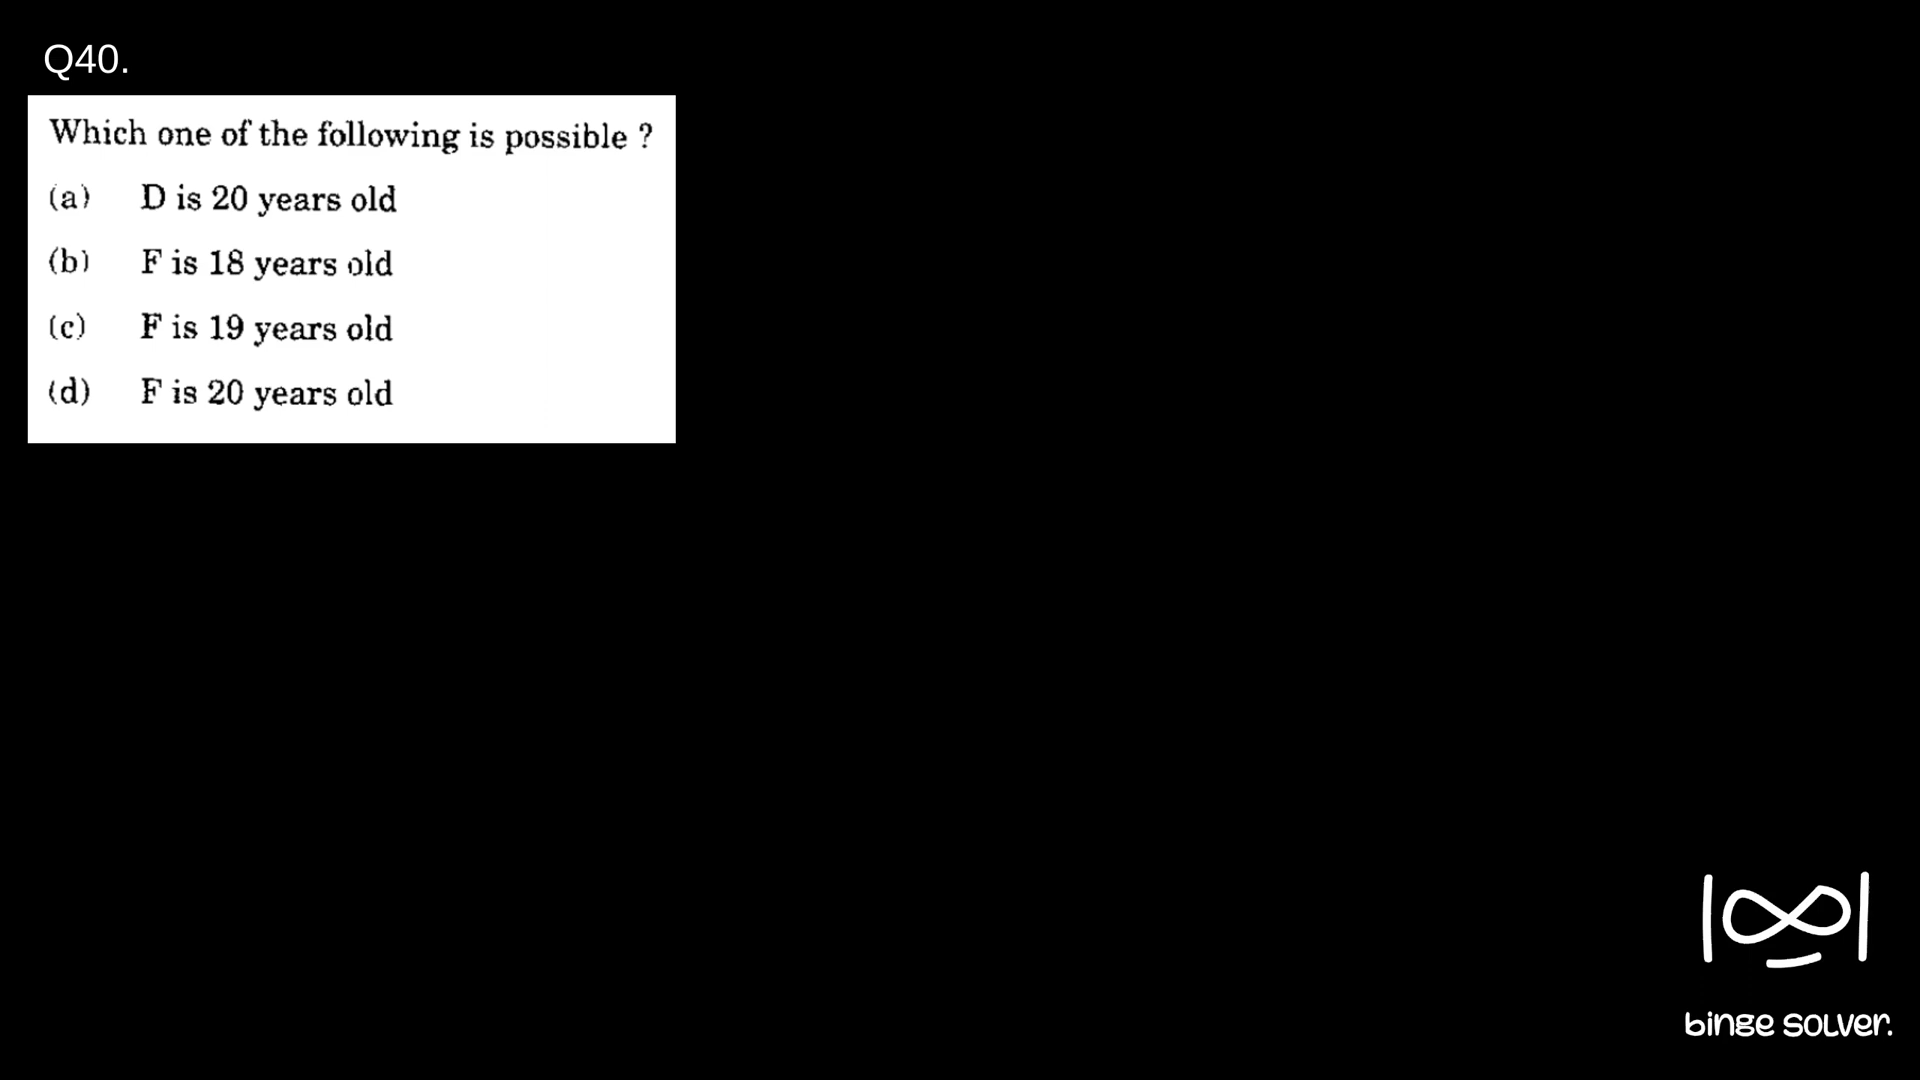 Q40.
Which one of the following is possible ?
(a) D is 20 years old
(b) F is 18 years old
(c) F is 19 years old
(d) F is 20 years old
binge solver.